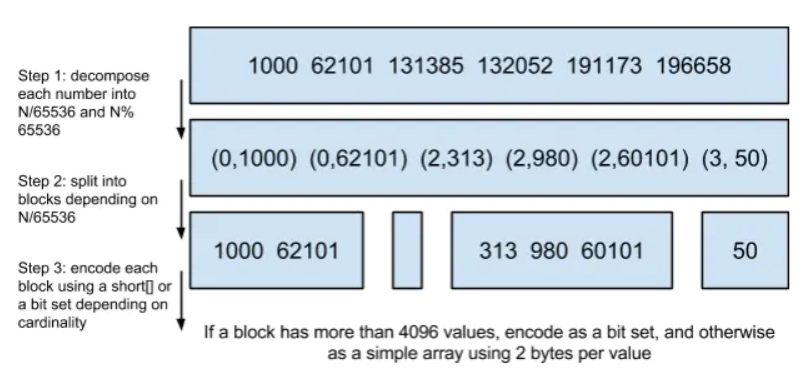 1000 62101 131385 132052 191173 196658
Step 1: decompose
each number into
N/65536 and N%
65536
(0,1000) (0,62101) (2,313) (2,980) (2,60101) (3, 50)
Step 2: split into
blocks depending on
N/65536
1000 62101
313 980 60101
50
Step 3: encode each
block using a short[] or
a bit set depending on
cardinality
If a block has more than 4096 values, encode as a bit set, and otherwise
as a simple array using 2 bytes per value